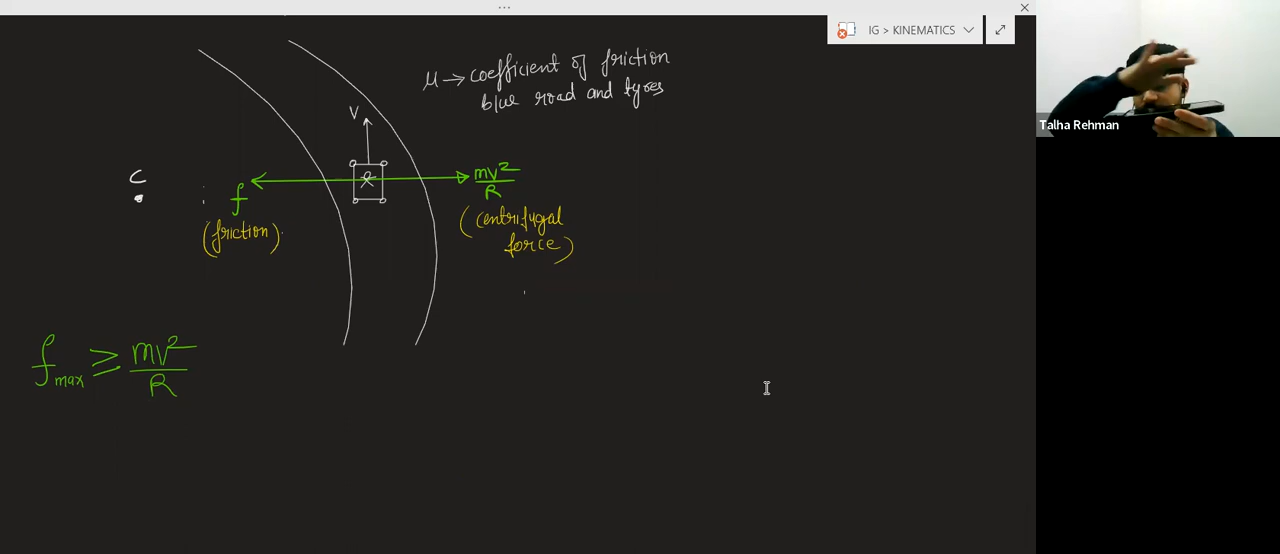 IG > KINEMATICS
Talha Rehman
μ → coefficient of friction
b/w road and tyres
V
C
f
(friction)
mv²/R
(centrifugal
force)
f_max ≥ mv²/R